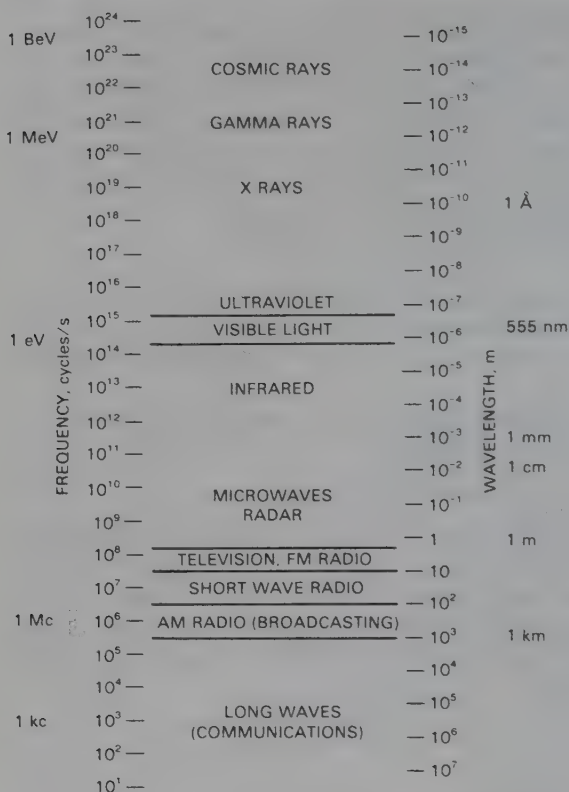 10²⁴ —
1 BeV — 10⁻¹⁵
10²³ —
COSMIC RAYS — 10⁻¹⁴
10²² —
— 10⁻¹³
10²¹ — GAMMA RAYS
1 MeV — 10⁻¹²
10²⁰ —
— 10⁻¹¹
10¹⁹ — X RAYS
— 10⁻¹⁰ 1 Å
10¹⁸ —
— 10⁻⁹
10¹⁷ —
— 10⁻⁸
10¹⁶ —
ULTRAVIOLET — 10⁻⁷
10¹⁵ —
1 eV VISIBLE LIGHT — 10⁻⁶ 555 nm
10¹⁴ —
— 10⁻⁵
10¹³ — INFRARED
— 10⁻⁴
10¹² —
— 10⁻³ 1 mm
10¹¹ —
— 10⁻² 1 cm
10¹⁰ — MICROWAVES
— 10⁻¹
10⁹ — RADAR
— 1 1 m
10⁸ — TELEVISION, FM RADIO
— 10
10⁷ — SHORT WAVE RADIO
— 10²
1 Mc 10⁶ — AM RADIO (BROADCASTING)
— 10³ 1 km
10⁵ —
— 10⁴
10⁴ —
— 10⁵
LONG WAVES
1 kc 10³ —
(COMMUNICATIONS) — 10⁶
10² —
— 10⁷
10¹ —
FREQUENCY, cycles/s
WAVELENGTH, m